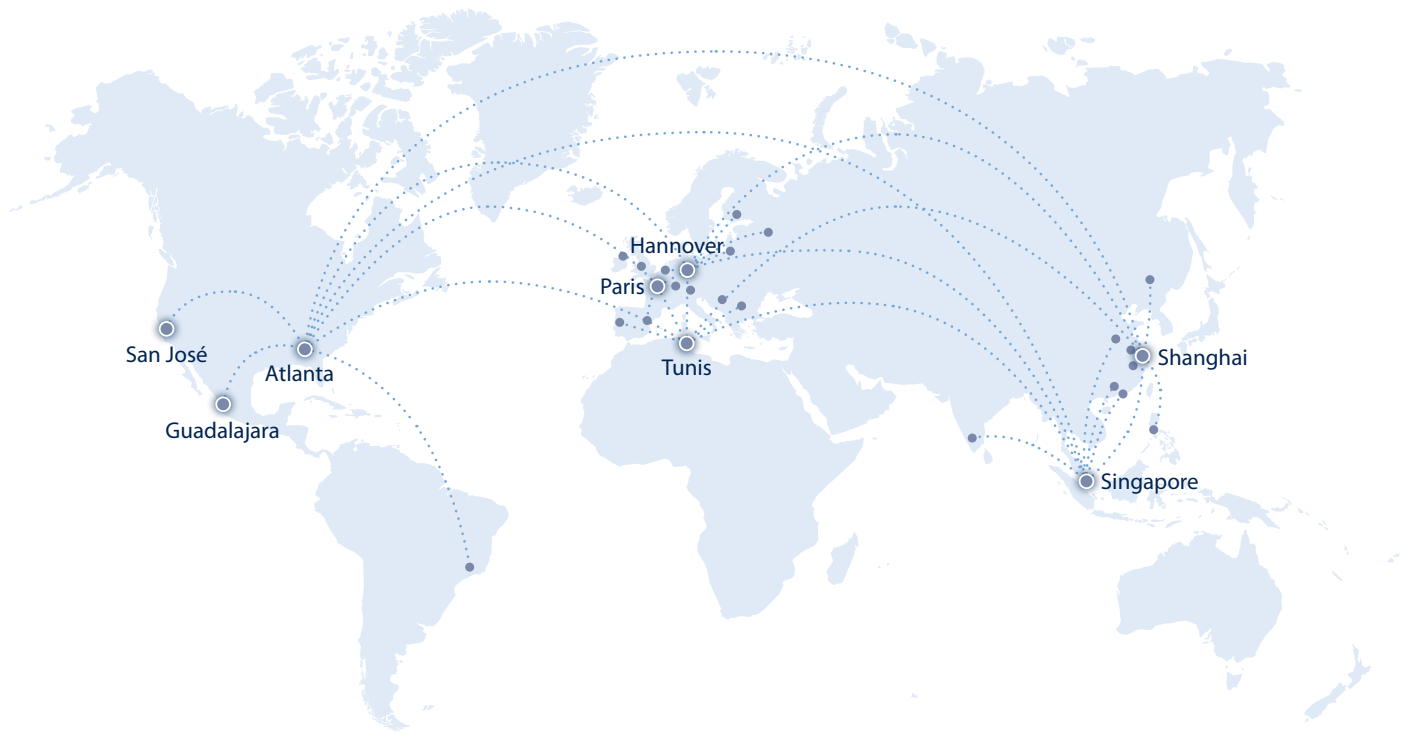 Hannover
Paris
San José
Shanghai
Tunis
Atlanta
Guadalajara
Singapore